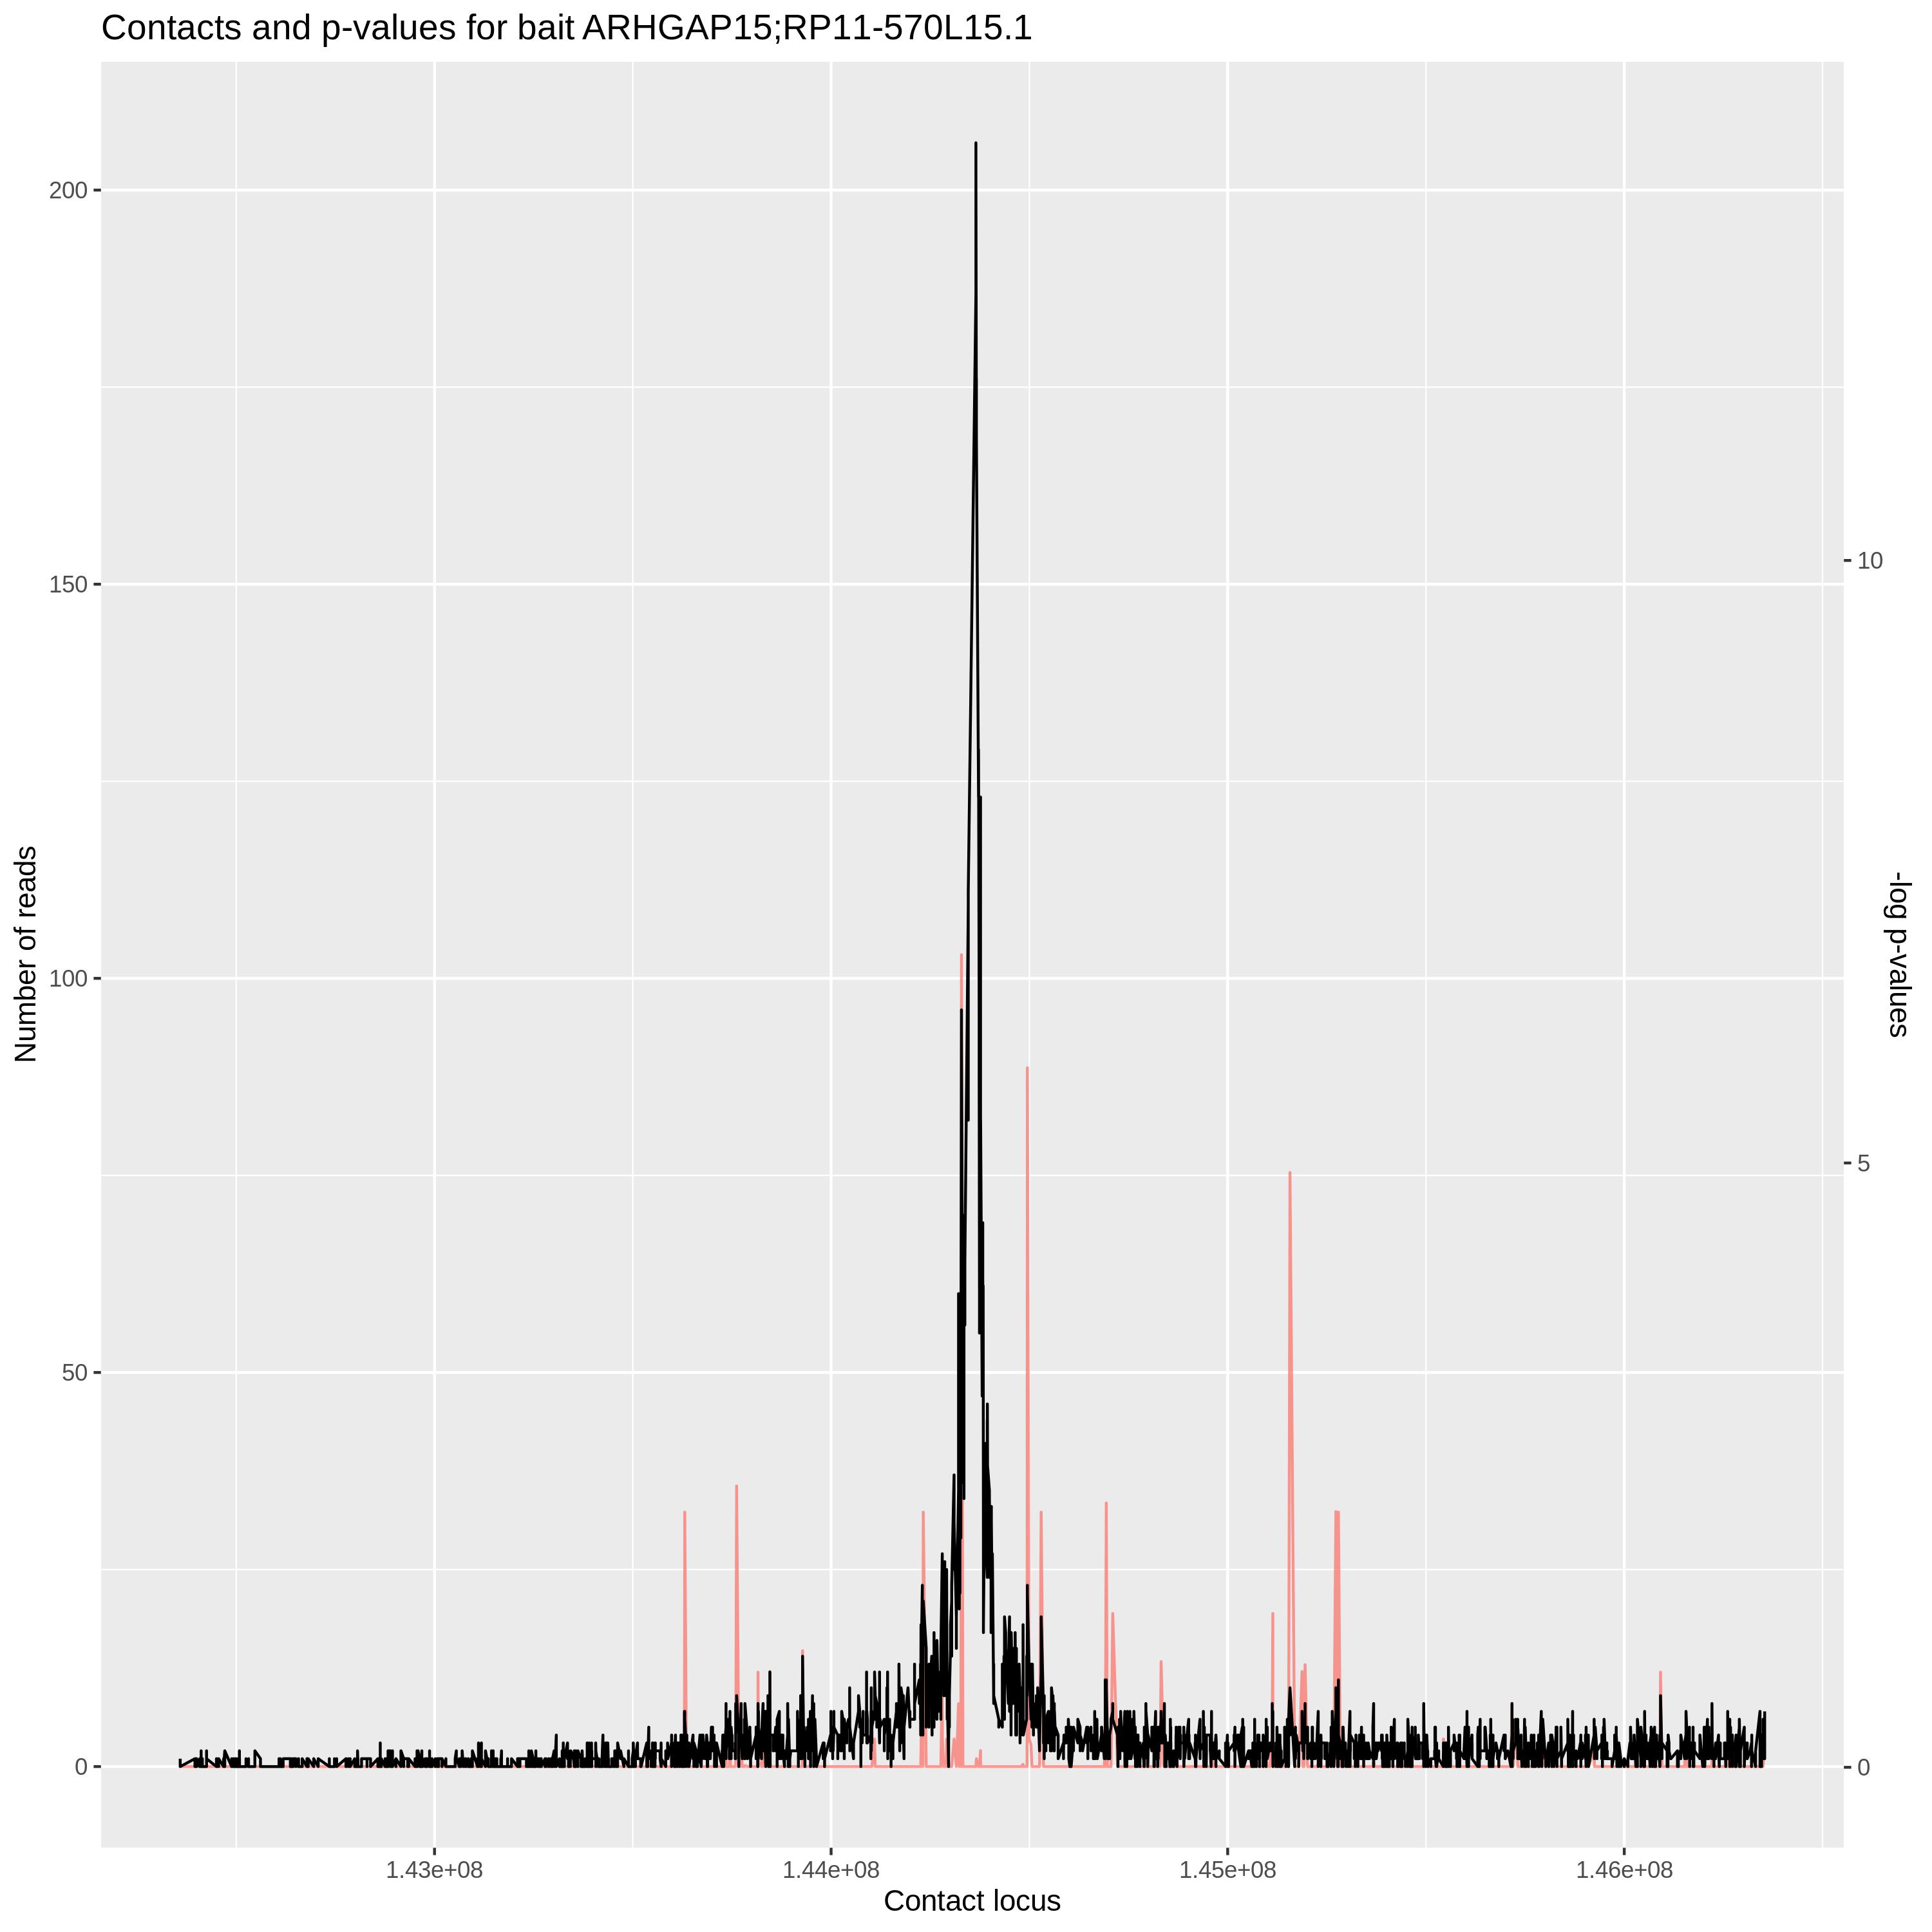 Contacts and p-values for bait ARHGAP15;RP11-570L15.1
200
150
100
50
0
Number of reads
10
5
0
-log p-values
1.43e+08
1.44e+08
1.45e+08
1.46e+08
Contact locus